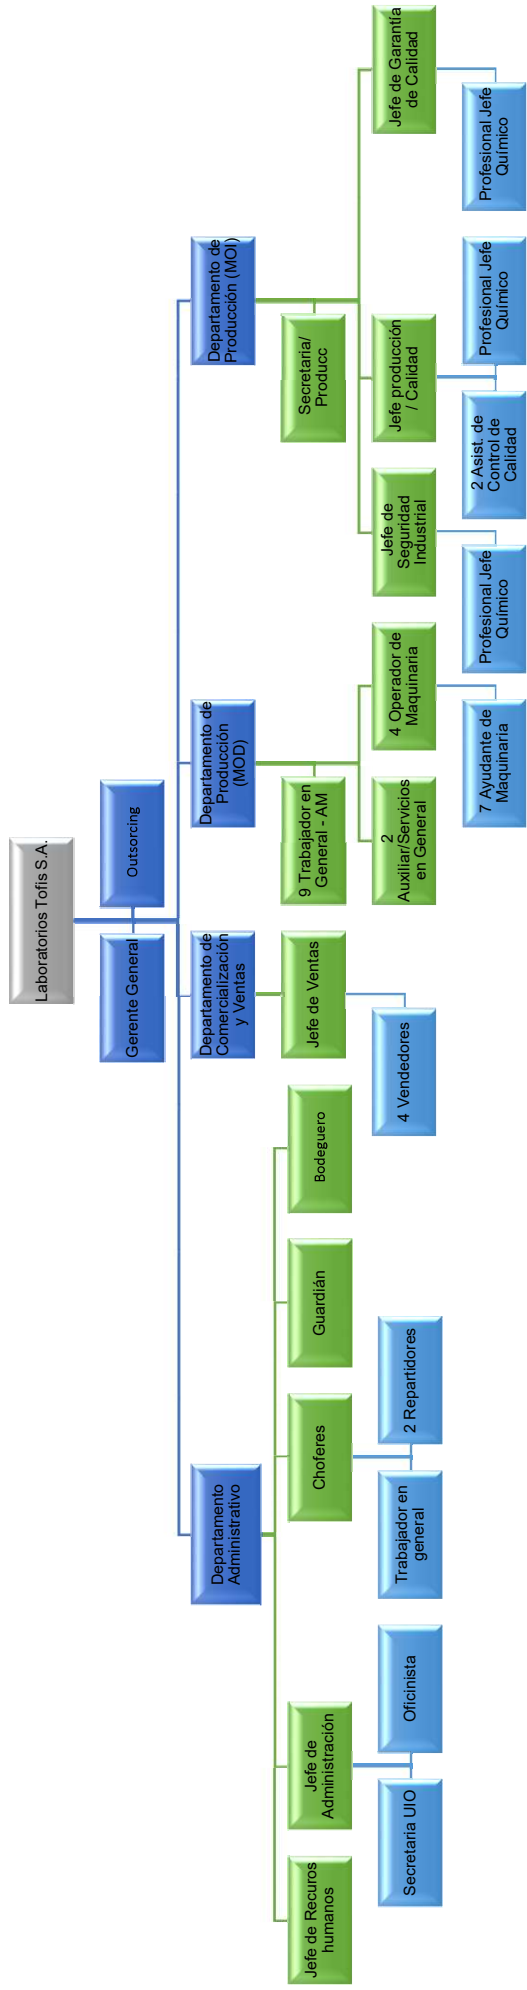 Laboratorios Tofis S.A.
Gerente General
Outsorcing
Departamento
Administrativo
Departamento de
Comercialización
y Ventas
Departamento de
Producción
(MOD)
Departamento de
Producción (MOI)
Jefe de Recuros
humanos
Jefe de
Administración
Choferes
Guardián
Bodeguero
Jefe de Ventas
9 Trabajador en
General - AM
Secretaria/
Producc
Secretaria UIO
Oficinista
Trabajador en
general
2 Repartidores
4 Vendedores
2
Auxiliar/Servicios
en General
4 Operador de
Maquinaria
Jefe de
Seguridad
Industrial
Jefe producción
/ Calidad
Jefe de Garantía
de Calidad
7 Ayudante de
Maquinaria
Profesional Jefe
Químico
2 Asist. de
Control de
Calidad
Profesional Jefe
Químico
Profesional Jefe
Químico